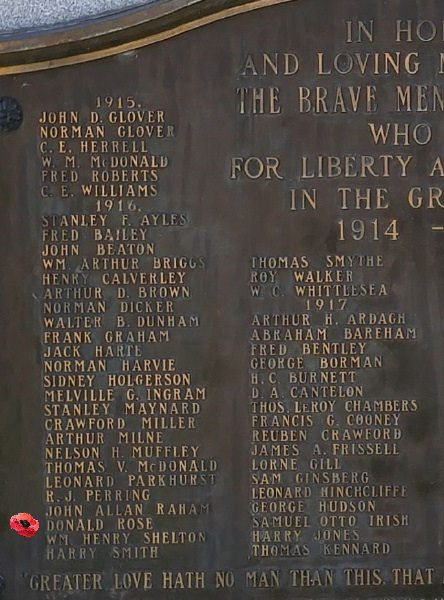 IN HO
AND LOVING
THE BRAVE MEN
WHO
FOR LIBERTY A
IN THE GR
1914 -
1915.
JOHN D. GLOVER
NORMAN GLOVER
C. E. HERRELL
W. M. McDONALD
FRED ROBERTS
C. E. WILLIAMS
1916.
STANLEY F. AYLES
FRED BAILEY
JOHN BEATON
WM. ARTHUR BRIGGS
HENRY CALVERLEY
ARTHUR D. BROWN
NORMAN DICKER
WALTER B. DUNHAM
FRANK GRAHAM
JACK HARTE
NORMAN HARVIE
SIDNEY HOLGERSON
MELVILLE G. INGRAM
STANLEY MAYNARD
CRAWFORD MILLER
ARTHUR MILNE
NELSON H. MUFFLEY
THOMAS V. McDONALD
LEONARD PARKHURST
R. J. PERRING
JOHN ALLAN RAHAM
DONALD ROSE
WM. HENRY SHELTON
HARRY SMITH
THOMAS SMYTHE
ROY WALKER
W. C. WHITTLESEA
1917
ARTHUR H. ARDAGH
ABRAHAM BAREHAM
FRED BENTLEY
GEORGE BORMAN
H. C. BURNETT
D. A. CANTELON
THOS. LEROY CHAMBERS
FRANCIS G. COONEY
REUBEN CRAWFORD
JAMES A. FRISSELL
LORNE GILL
SAM GINSBERG
LEONARD HINCHCLIFFE
GEORGE HUDSON
SAMUEL OTTO IRISH
HARRY JONES
THOMAS KENNARD
"GREATER LOVE HATH NO MAN THAN THIS, THAT